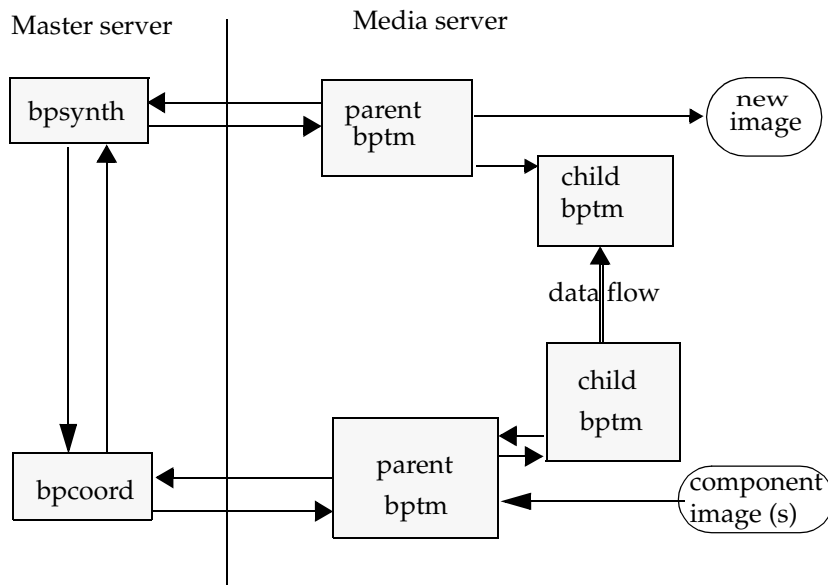 Master server
Media server
bpsynth
parent
bptm
new
image
child
bptm
data flow
child
bptm
parent
bptm
bpcoord
component
image (s)